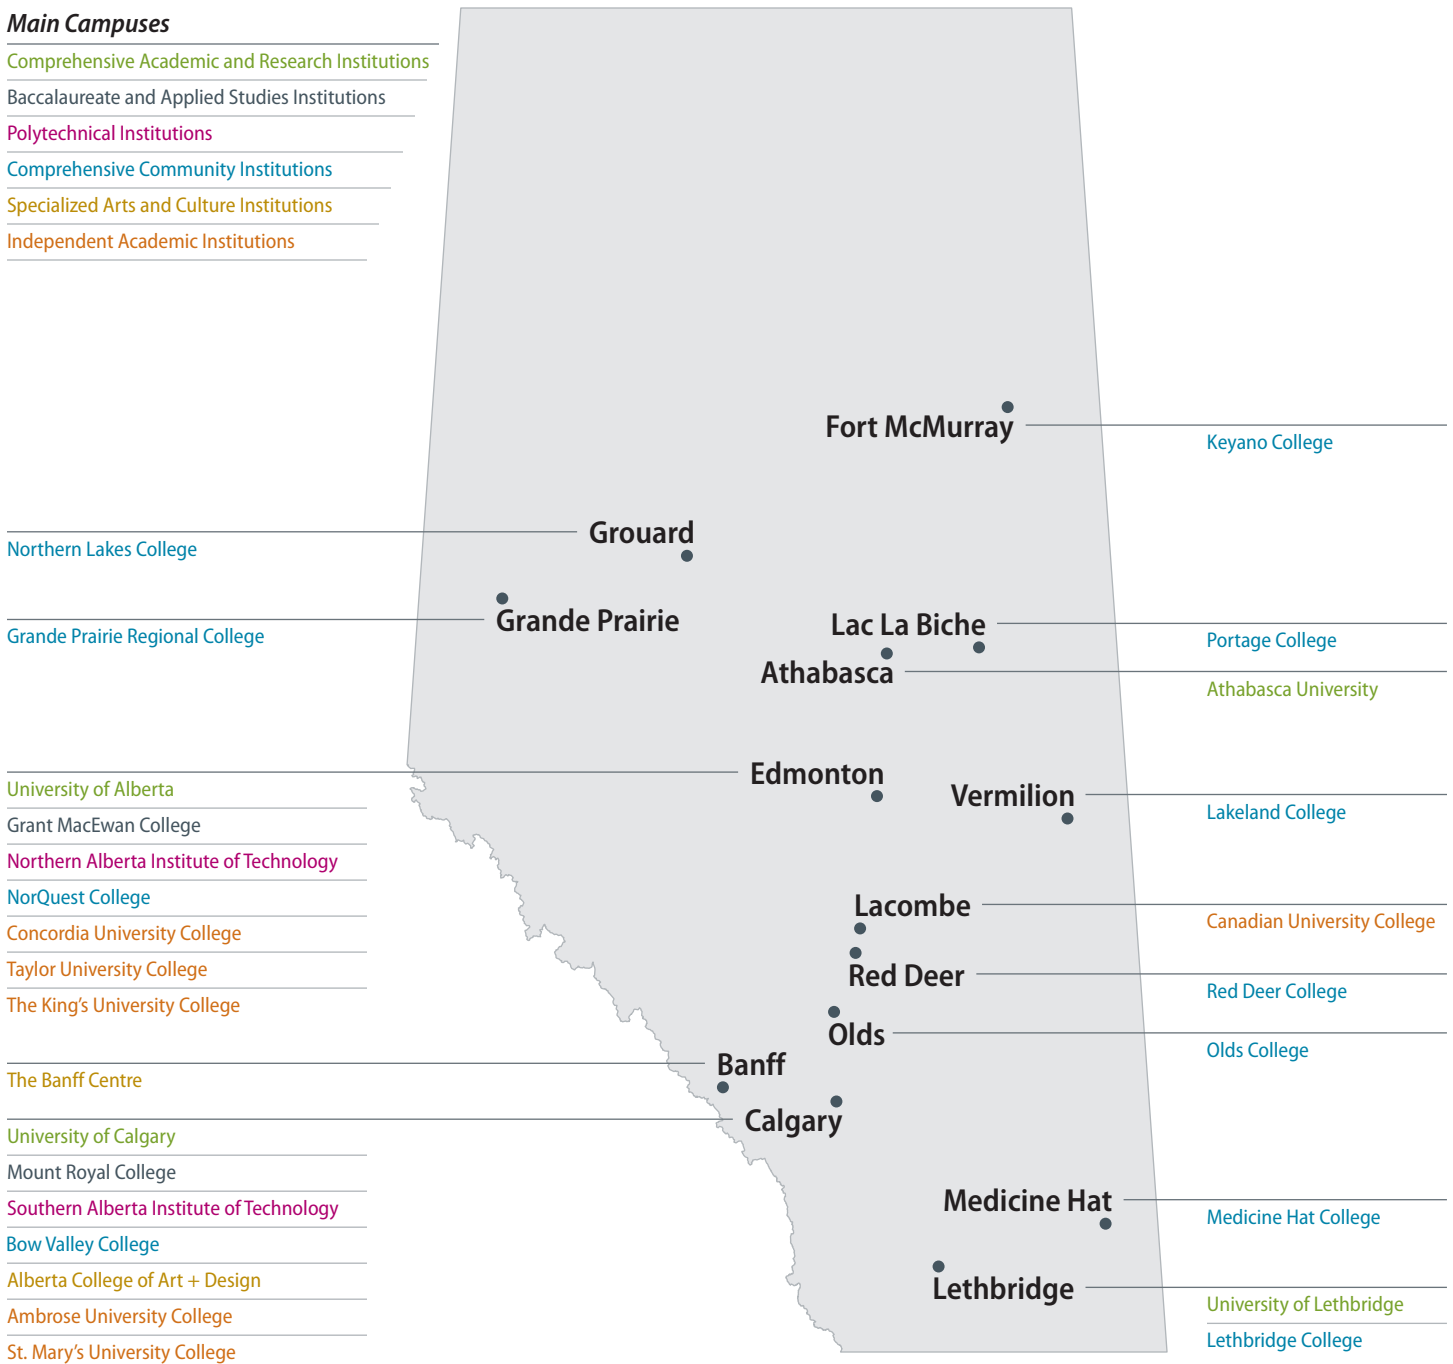 Main Campuses
Comprehensive Academic and Research Institutions
Baccalaureate and Applied Studies Institutions
Polytechnical Institutions
Comprehensive Community Institutions
Specialized Arts and Culture Institutions
Independent Academic Institutions
Fort McMurray
Keyano College
Grouard
Northern Lakes College
Grande Prairie
Grande Prairie Regional College
Lac La Biche
Portage College
Athabasca
Athabasca University
Edmonton
University of Alberta
Grant MacEwan College
Northern Alberta Institute of Technology
NorQuest College
Concordia University College
Taylor University College
The King's University College
Vermilion
Lakeland College
Lacombe
Canadian University College
Red Deer
Red Deer College
Olds
Olds College
Banff
The Banff Centre
Calgary
University of Calgary
Mount Royal College
Southern Alberta Institute of Technology
Bow Valley College
Alberta College of Art + Design
Ambrose University College
St. Mary's University College
Medicine Hat
Medicine Hat College
Lethbridge
University of Lethbridge
Lethbridge College